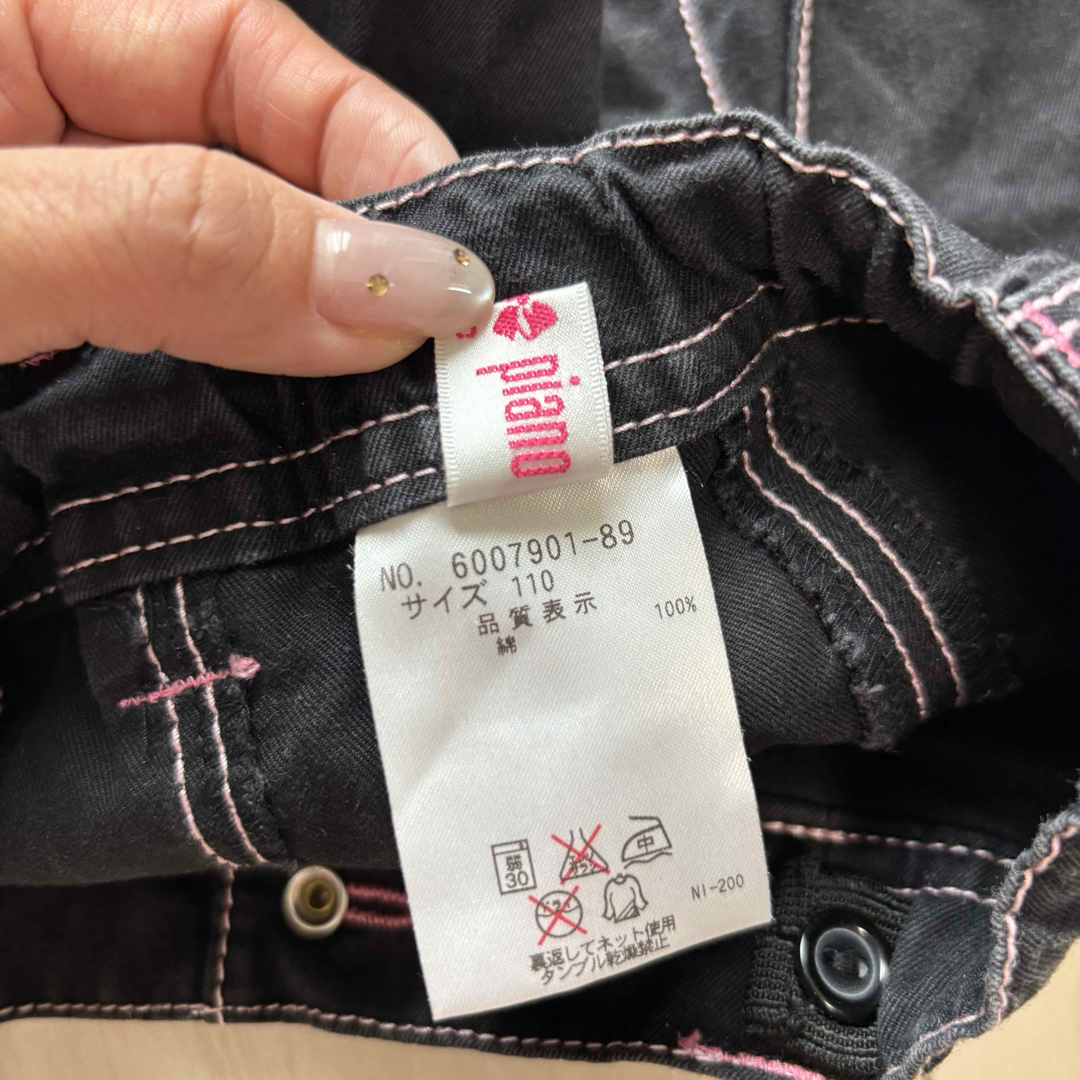 piano
NO. 6007901-89
サイズ 110
品質表示
綿 100%
弱
30
中
NI-200
裏返してネット使用
タンブル乾燥禁止